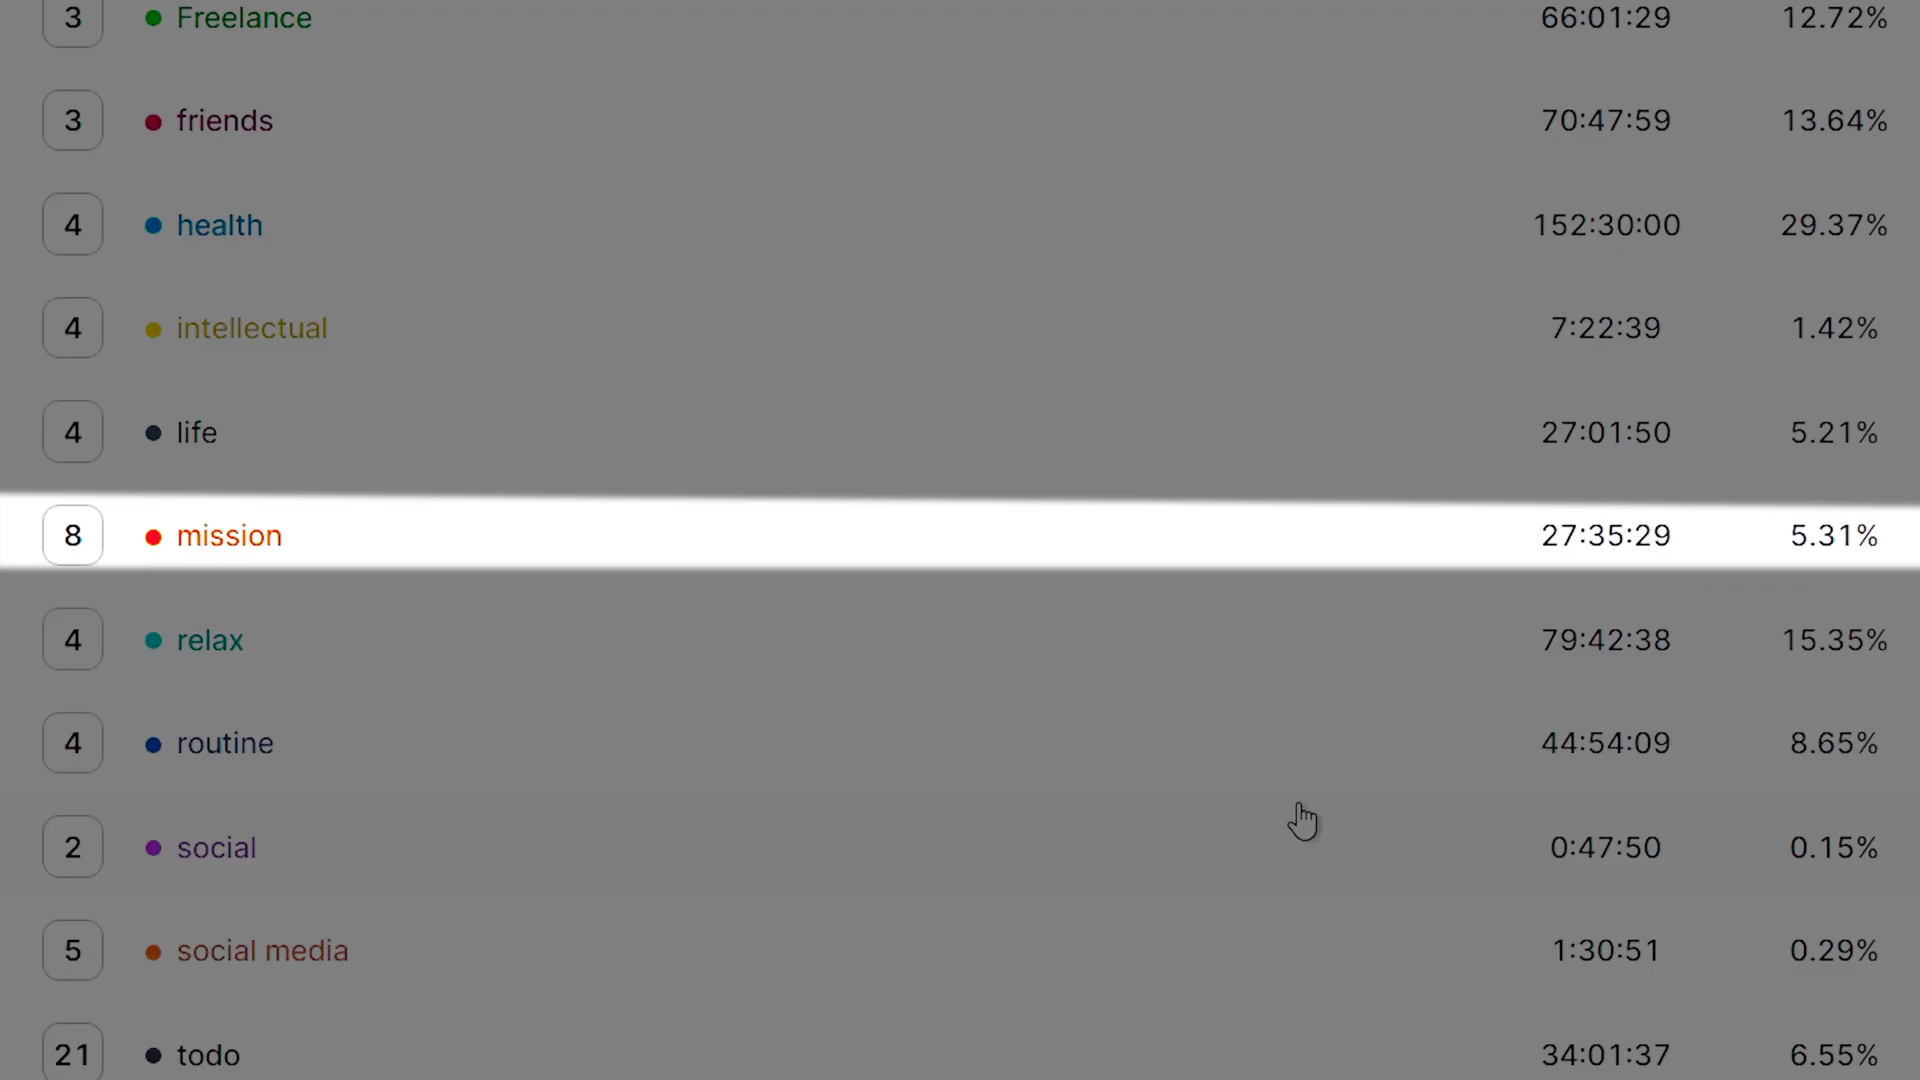 3 Freelance 66:01:29 12.72%
3 friends 70:47:59 13.64%
4 health 152:30:00 29.37%
4 intellectual 7:22:39 1.42%
4 life 27:01:50 5.21%
8 mission 27:35:29 5.31%
4 relax 79:42:38 15.35%
4 routine 44:54:09 8.65%
2 social 0:47:50 0.15%
5 social media 1:30:51 0.29%
21 todo 34:01:37 6.55%